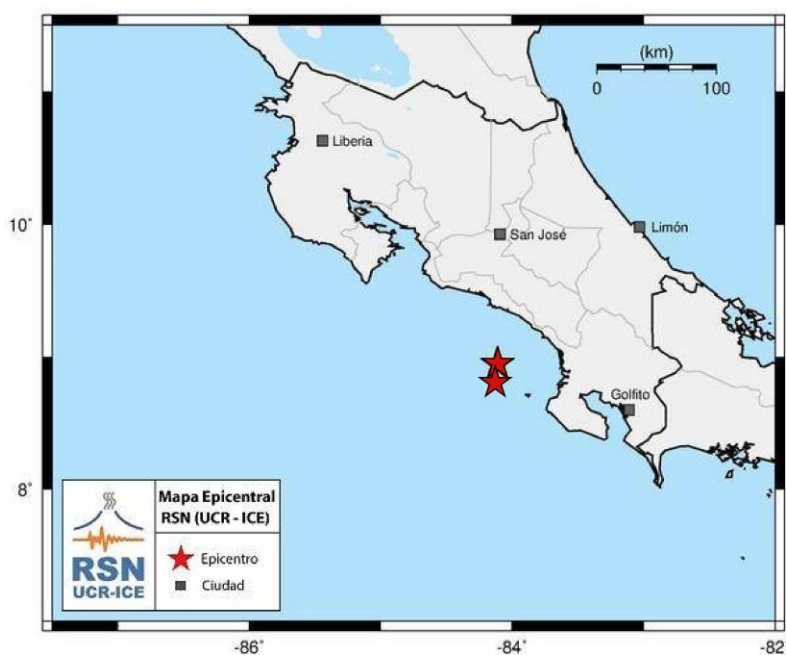 (km)
0 100
Liberia
10°
San José
Limón
Golfito
8°
Mapa Epicentral
RSN (UCR - ICE)
Epicentro
Ciudad
RSN
UCR-ICE
-86° -84° -82